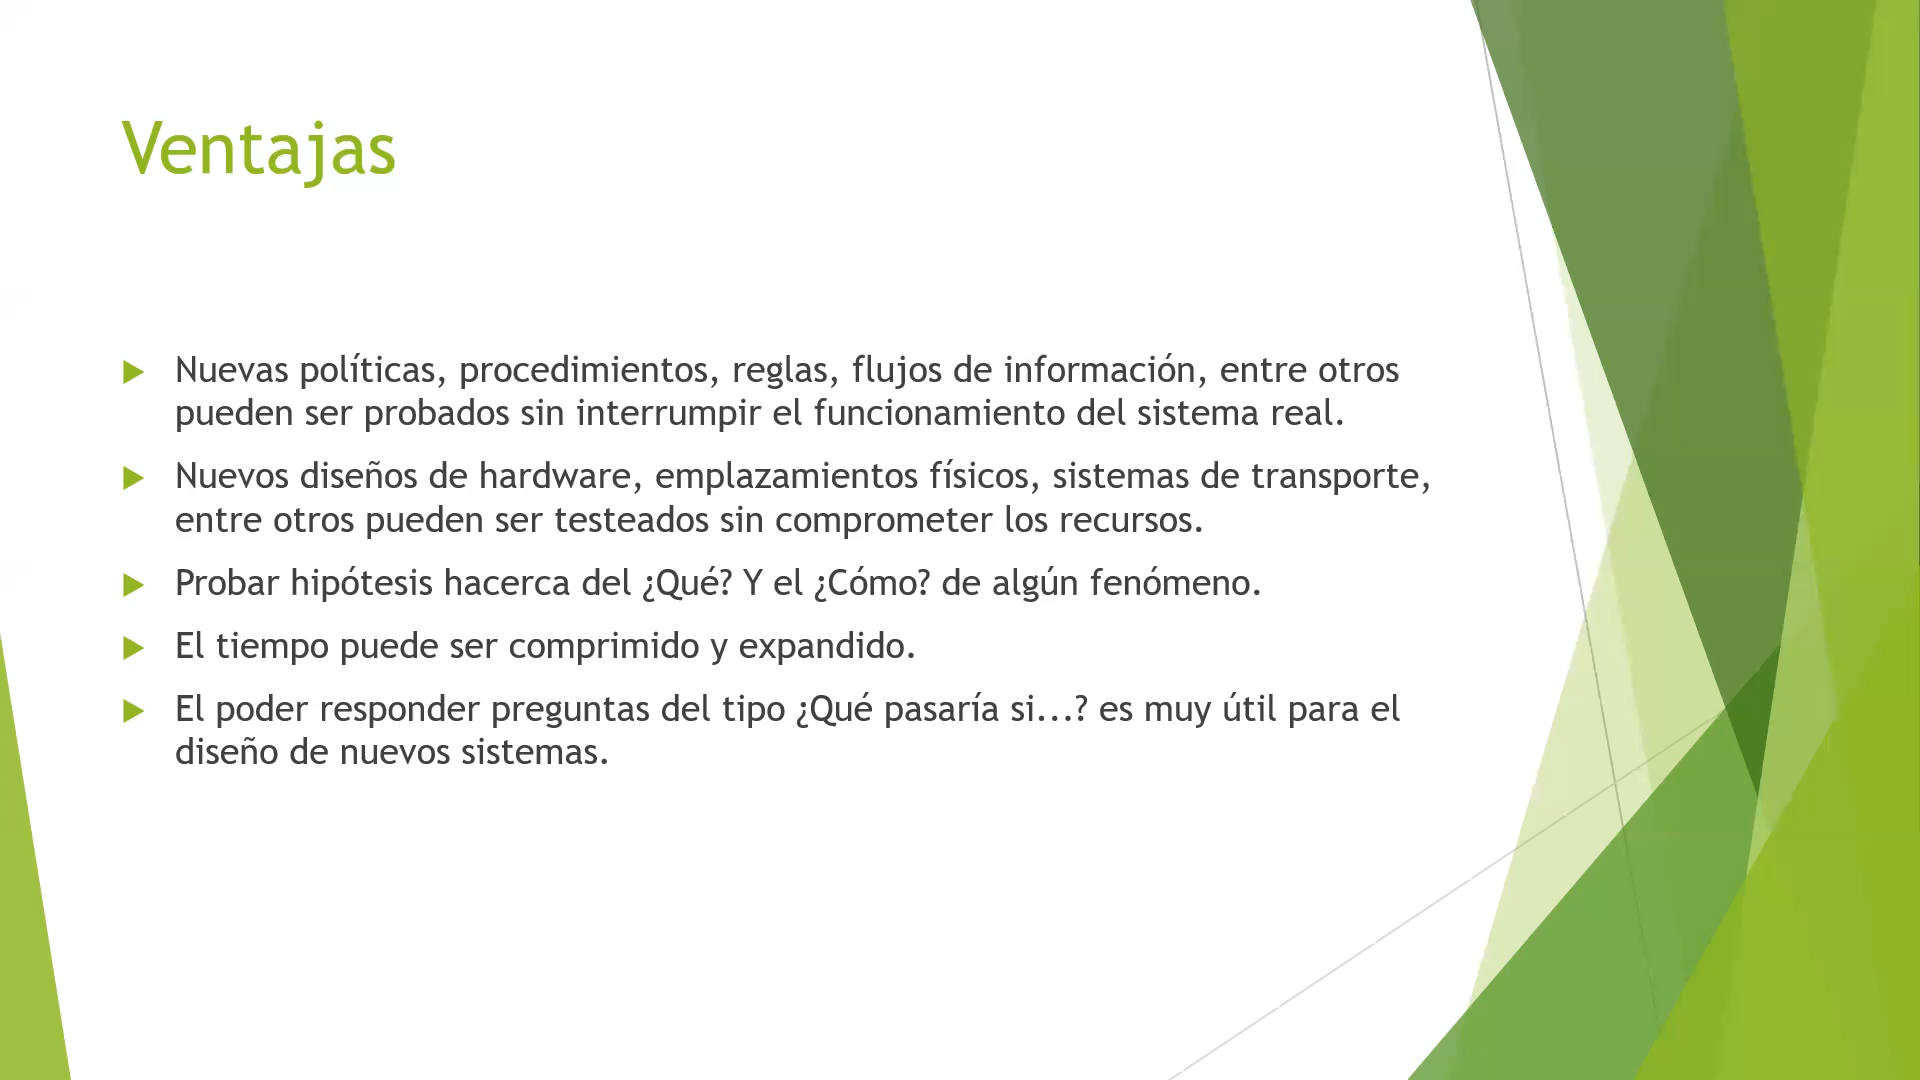 Ventajas
Nuevas políticas, procedimientos, reglas, flujos de información, entre otros
pueden ser probados sin interrumpir el funcionamiento del sistema real.
Nuevos diseños de hardware, emplazamientos físicos, sistemas de transporte,
entre otros pueden ser testeados sin comprometer los recursos.
Probar hipótesis hacerca del ¿Qué? Y el ¿Cómo? de algún fenómeno.
El tiempo puede ser comprimido y expandido.
El poder responder preguntas del tipo ¿Qué pasaría si...? es muy útil para el
diseño de nuevos sistemas.